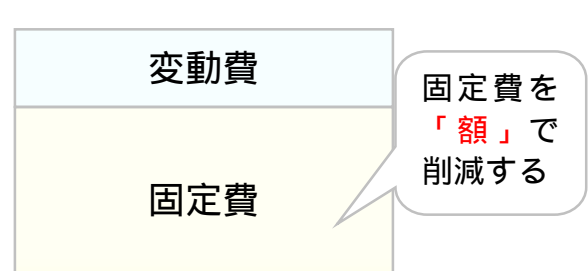 変動費
固定費を
「額」で
削減する
固定費